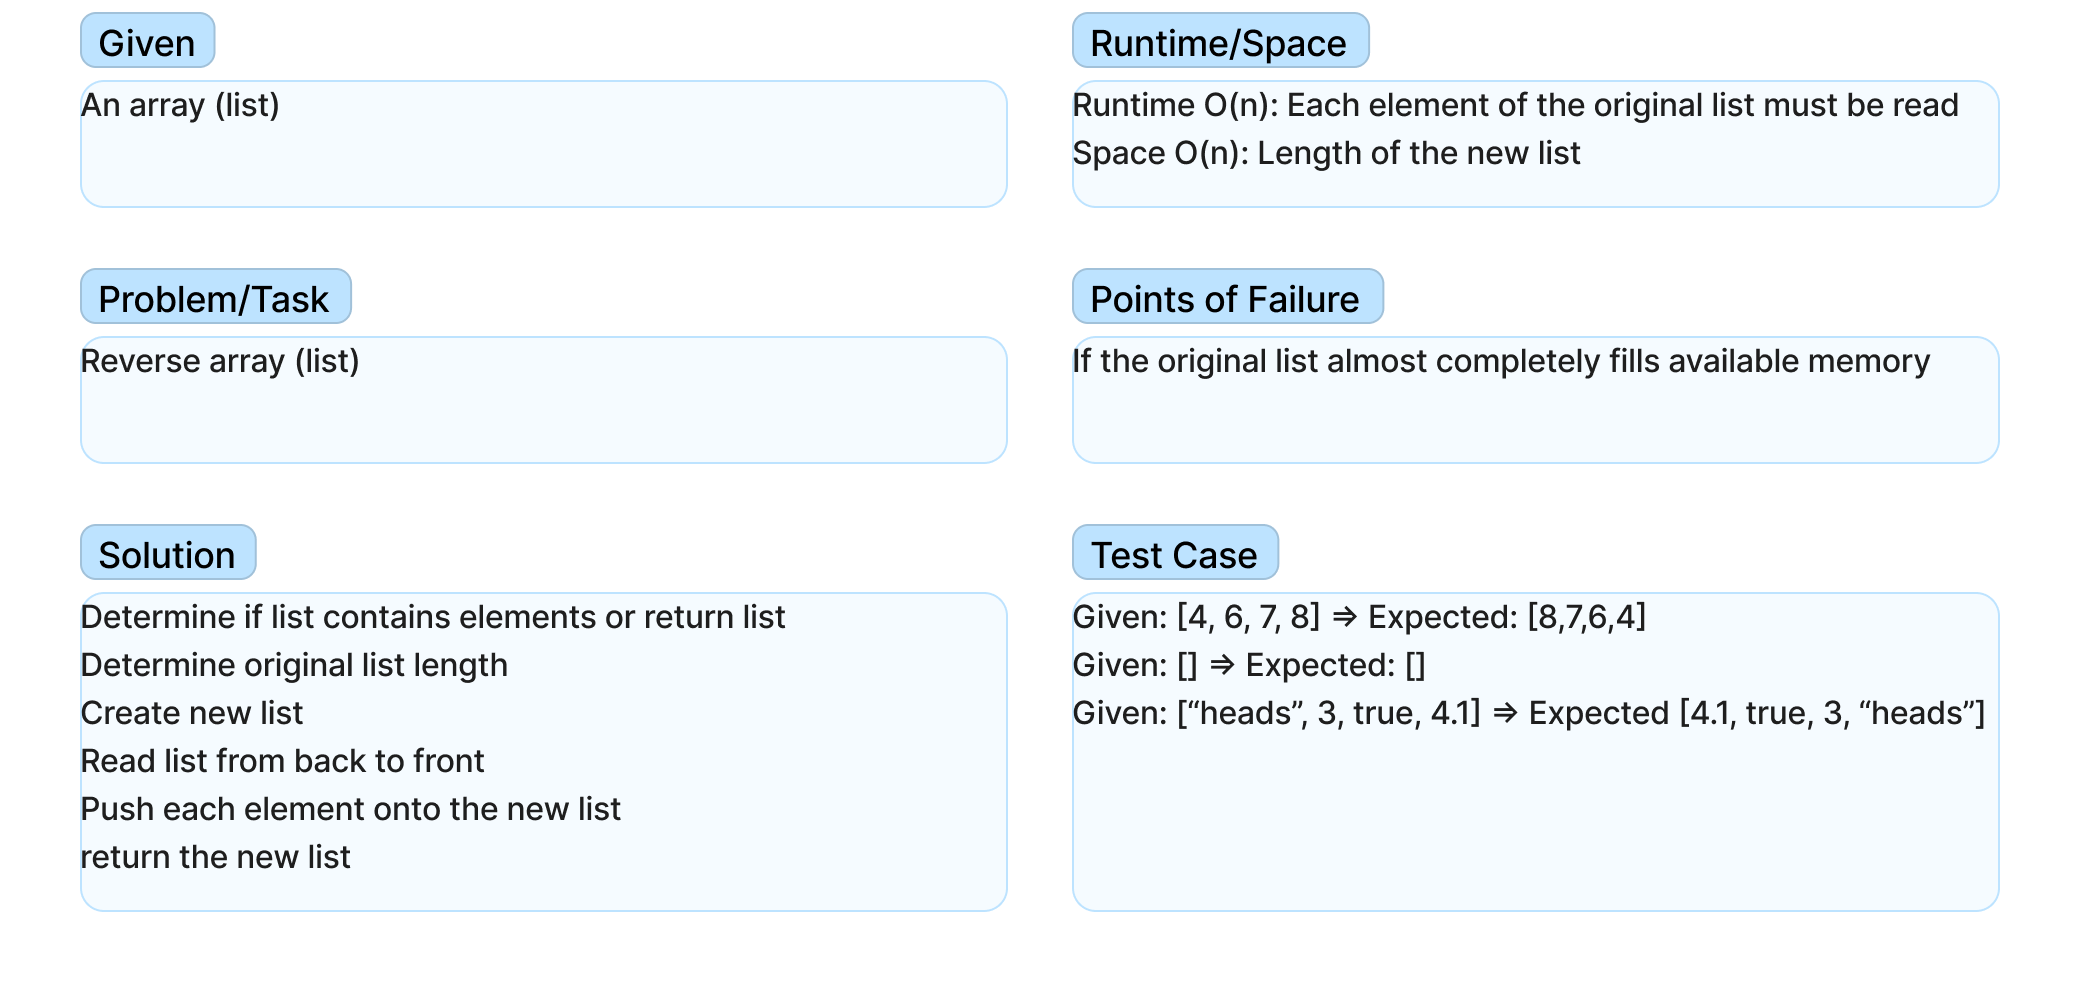 Given
An array (list)
Problem/Task
Reverse array (list)
Solution
Determine if list contains elements or return list
Determine original list length
Create new list
Read list from back to front
Push each element onto the new list
return the new list
Runtime/Space
Runtime O(n): Each element of the original list must be read
Space O(n): Length of the new list
Points of Failure
If the original list almost completely fills available memory
Test Case
Given: [4, 6, 7, 8] => Expected: [8,7,6,4]
Given: [] => Expected: []
Given: [“heads”, 3, true, 4.1] => Expected [4.1, true, 3, “heads”]